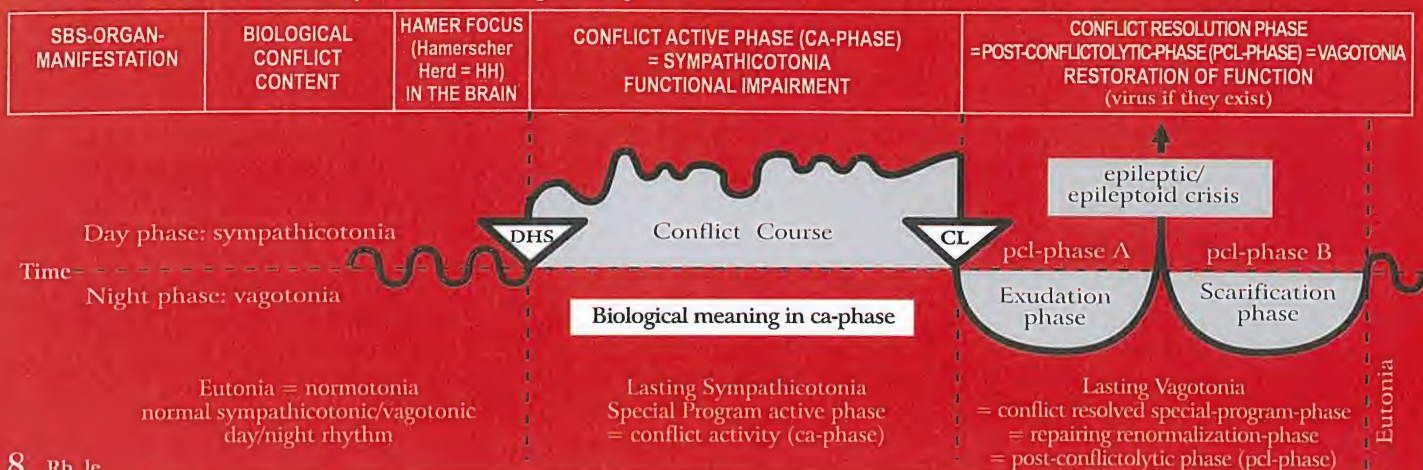 SBS-ORGAN-
MANIFESTATION
BIOLOGICAL
CONFLICT
CONTENT
HAMER FOCUS
(Hamerscher
Herd = HH)
IN THE BRAIN
CONFLICT ACTIVE PHASE (CA-PHASE)
= SYMPATHICOTONIA
FUNCTIONAL IMPAIRMENT
CONFLICT RESOLUTION PHASE
=POST-CONFLICTOLYTIC-PHASE (PCL-PHASE) =VAGOTONIA
RESTORATION OF FUNCTION
(virus if they exist)
epileptic/
epileptoid crisis
Day phase: sympathicotonia
DHS
Conflict Course
CL
pcl-phase A
pcl-phase B
Time
Night phase: vagotonia
Exudation
phase
Scarification
phase
Biological meaning in ca-phase
Eutonia = normotonia
normal sympathicotonic/vagotonic
day/night rhythm
Lasting Sympathicotonia
Special Program active phase
= conflict activity (ca-phase)
Lasting Vagotonia
= conflict resolved special-program-phase
= repairing renormalization-phase
= post-conflictolytic phase (pcl-phase)
Eutonia
8 Rb, le